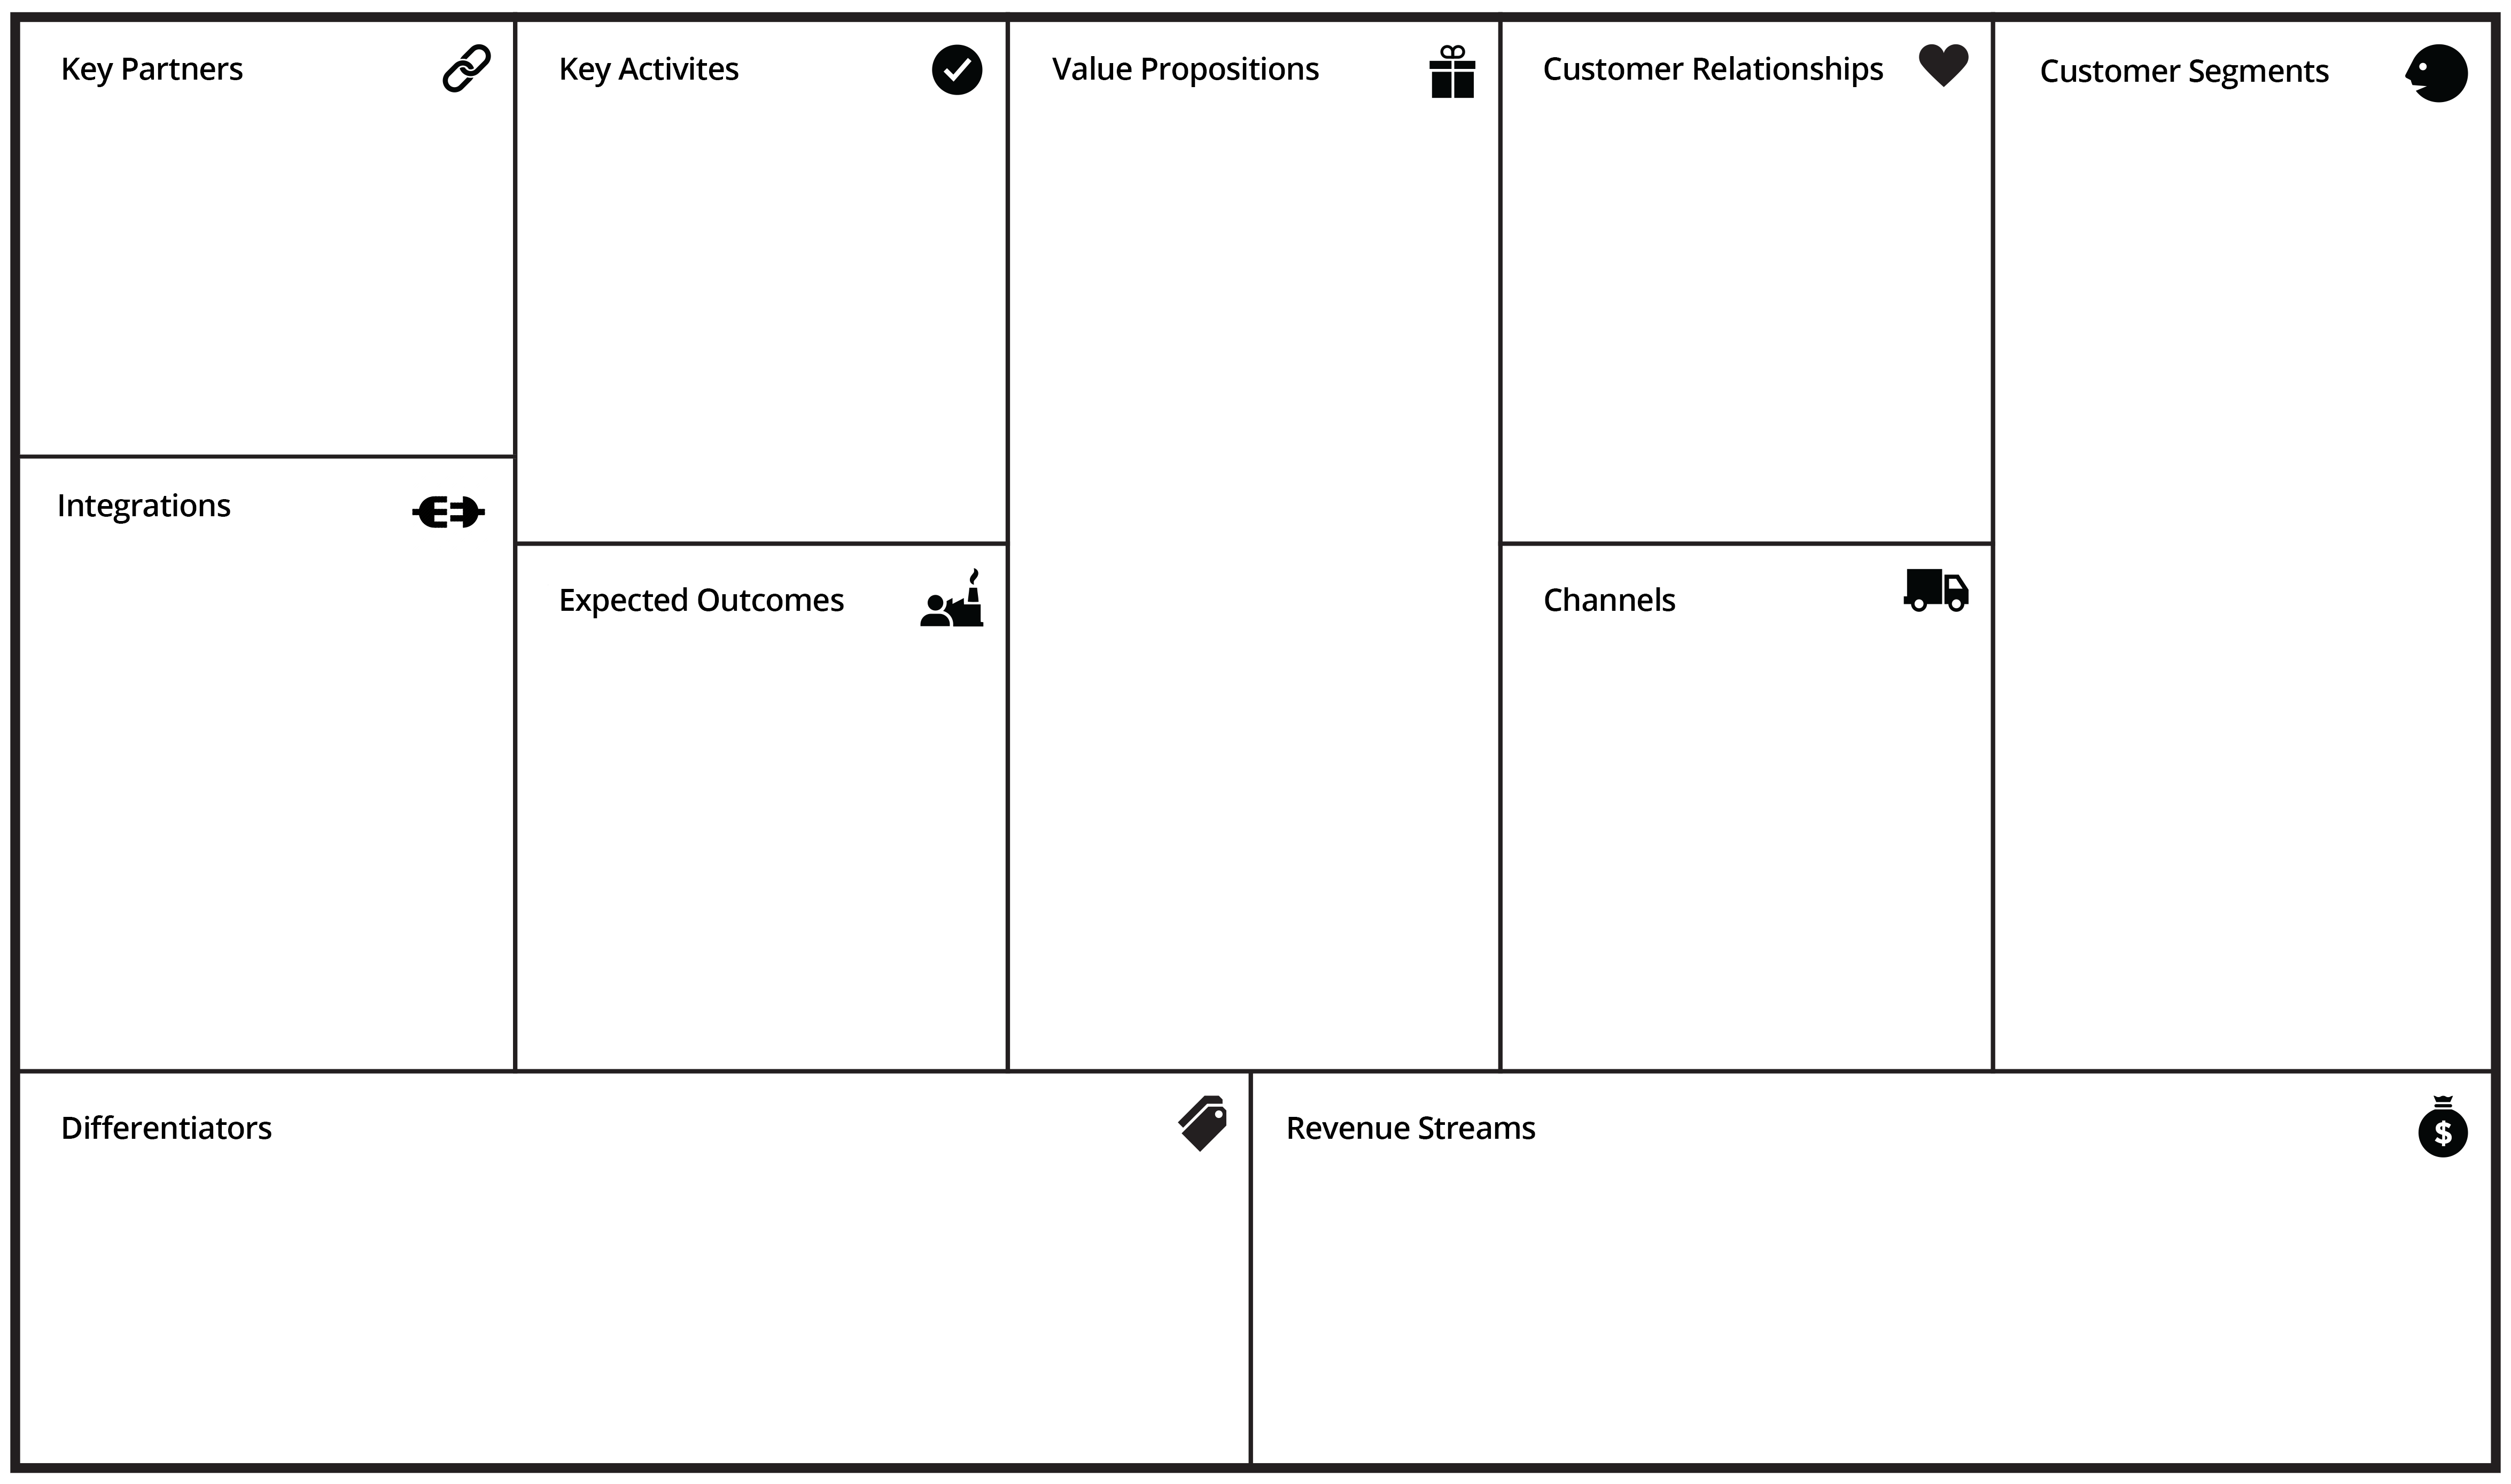 Key Partners
Key Activites
Value Propositions
Customer Relationships
Customer Segments
Integrations
Expected Outcomes
Channels
Differentiators
Revenue Streams
$